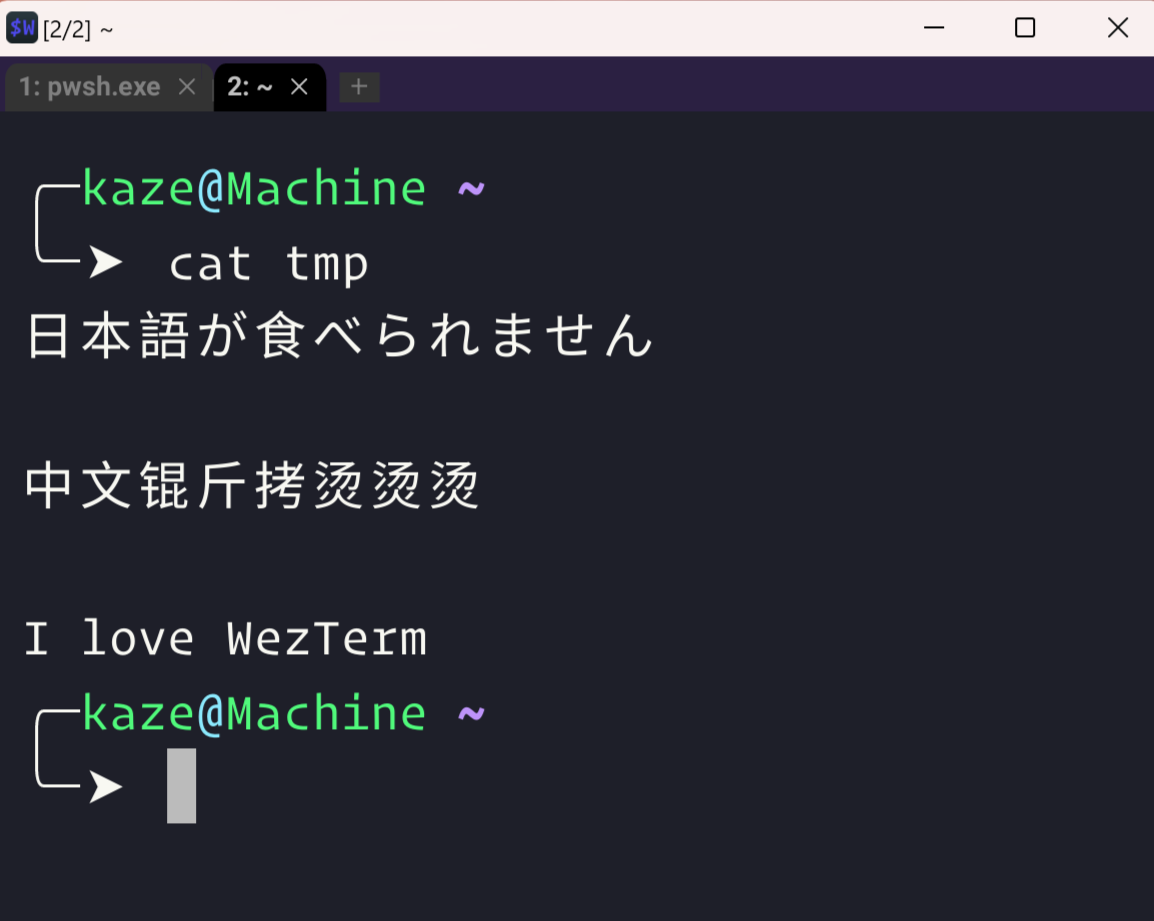 $W [2/2] ~
1: pwsh.exe 2: ~
kaze@Machine ~
➤ cat tmp
日本語が食べられません
中文锟斤拷烫烫烫
I love WezTerm
kaze@Machine ~
➤